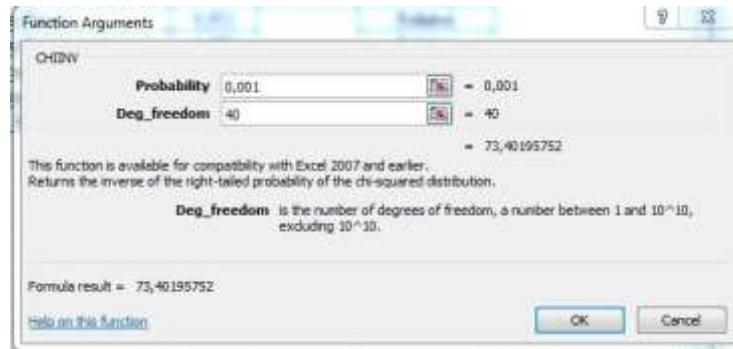 Function Arguments
CHIINV
Probability 0,001 = 0,001
Deg_freedom 40 = 40
= 73,40195752
This function is available for compatibility with Excel 2007 and earlier.
Returns the inverse of the right-tailed probability of the chi-squared distribution.
Deg_freedom is the number of degrees of freedom, a number between 1 and 10^10,
excluding 10^10.
Formula result = 73,40195752
Help on this function
OK Cancel